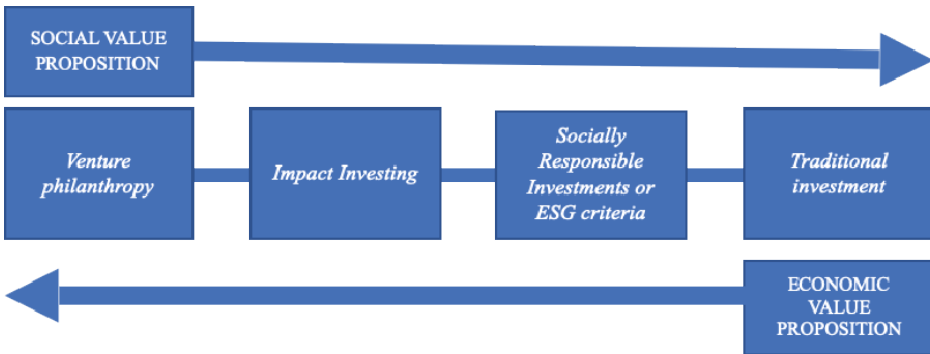 SOCIAL VALUE
PROPOSITION
Venture
philanthropy
Impact Investing
Socially
Responsible
Investments or
ESG criteria
Traditional
investment
ECONOMIC
VALUE
PROPOSITION